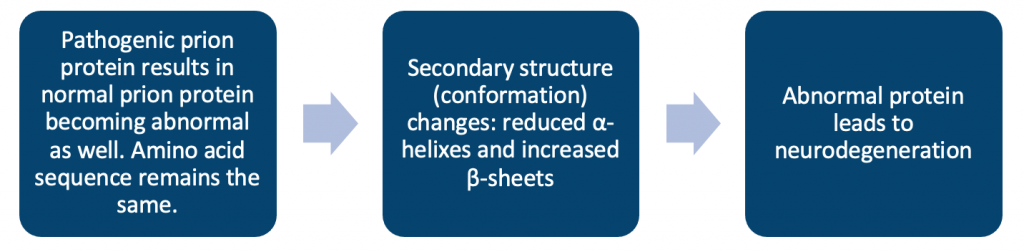 Pathogenic prion
protein results in
normal prion protein
becoming abnormal
as well. Amino acid
sequence remains the
same.
Secondary structure
(conformation)
changes: reduced α-
helixes and increased
β-sheets
Abnormal protein
leads to
neurodegeneration